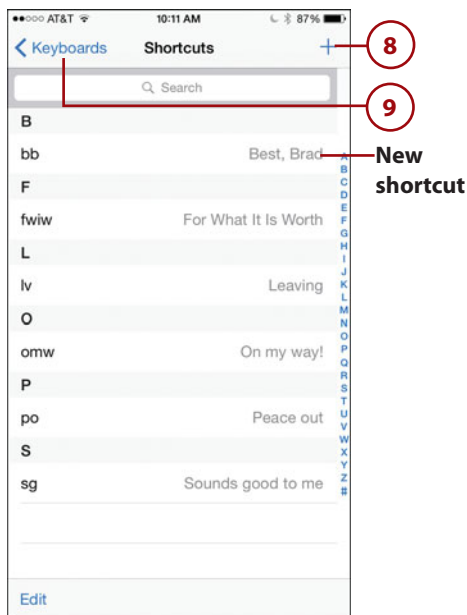 AT&T 10:11 AM 87%
Keyboards Shortcuts + 8
Search
9
B
bb Best, Brad New shortcut
F
fwiw For What It Is Worth
L
lv Leaving
O
omw On my way!
P
po Peace out
S
sg Sounds good to me
A
B
C
D
E
F
G
H
I
J
K
L
M
N
O
P
Q
R
S
T
U
V
W
X
Y
Z
#
Edit